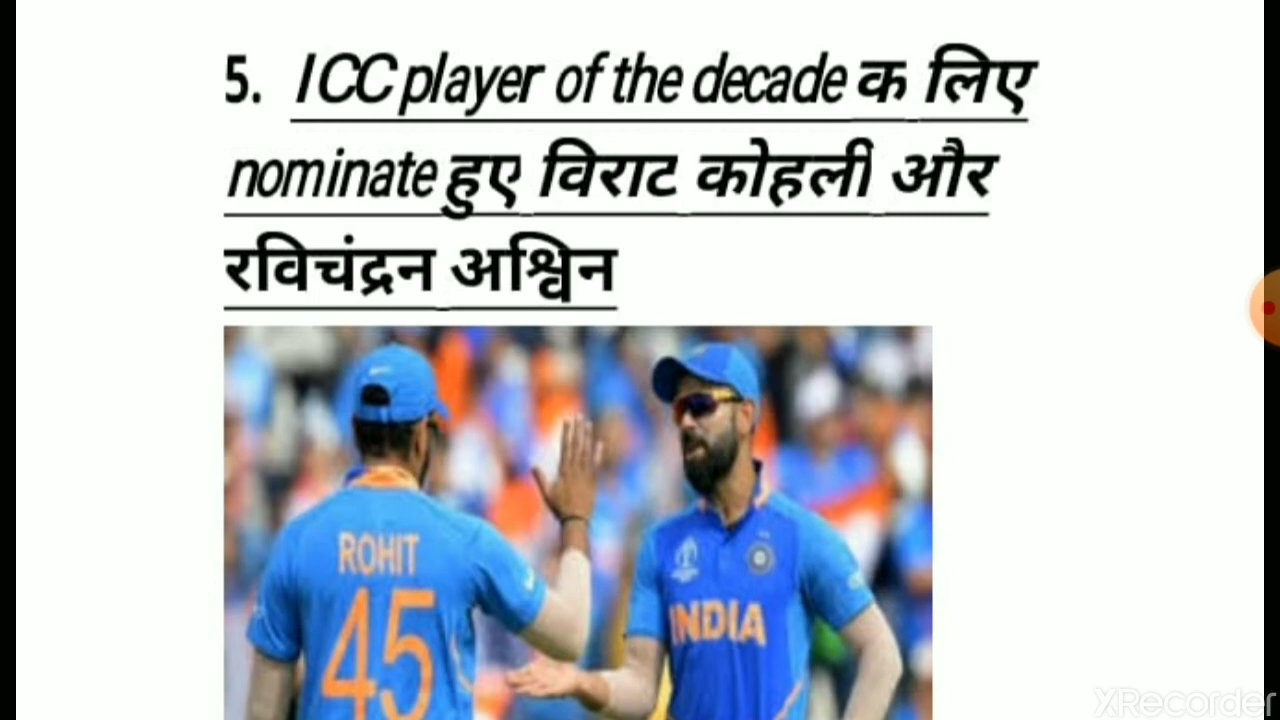 5. ICC player of the decade क लिए
nominate हुए विराट कोहली और
रविचंद्रन अश्विन
ROHIT
45
INDIA
XRecorder